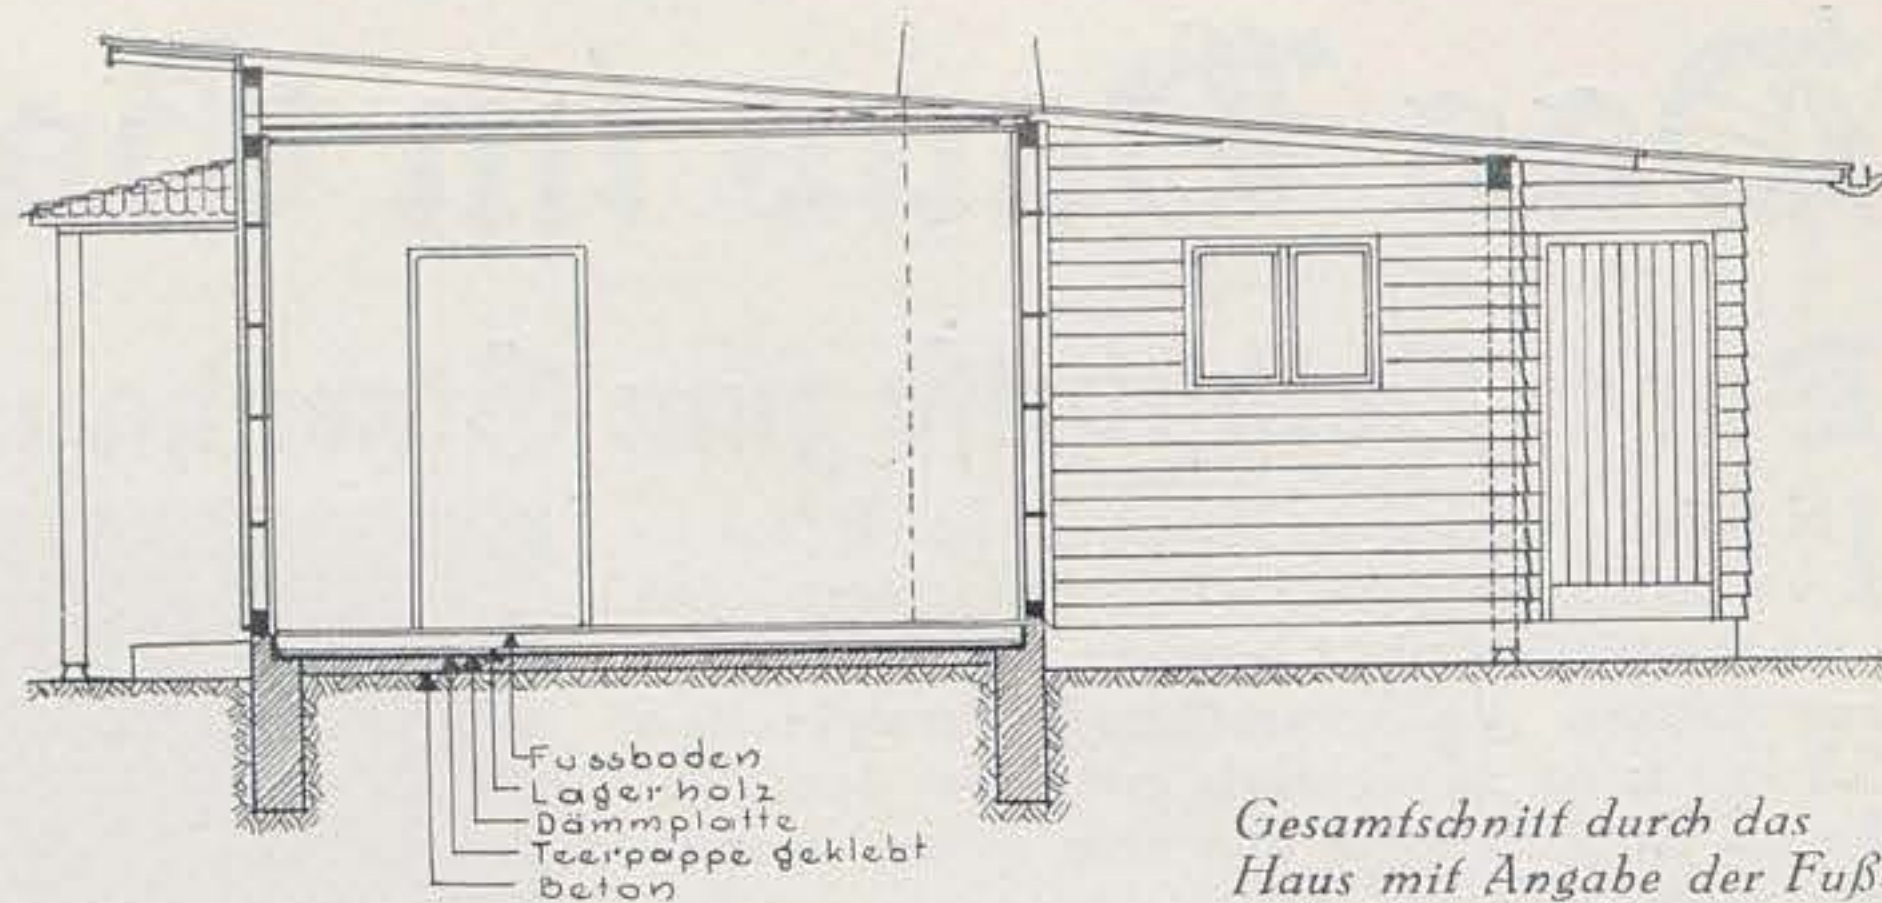 Fussboden
Lagerholz
Dämmplatte
Teerpappe geklebt
Beton
Gesamtschnitt durch das
Haus mit Angabe der Fuß